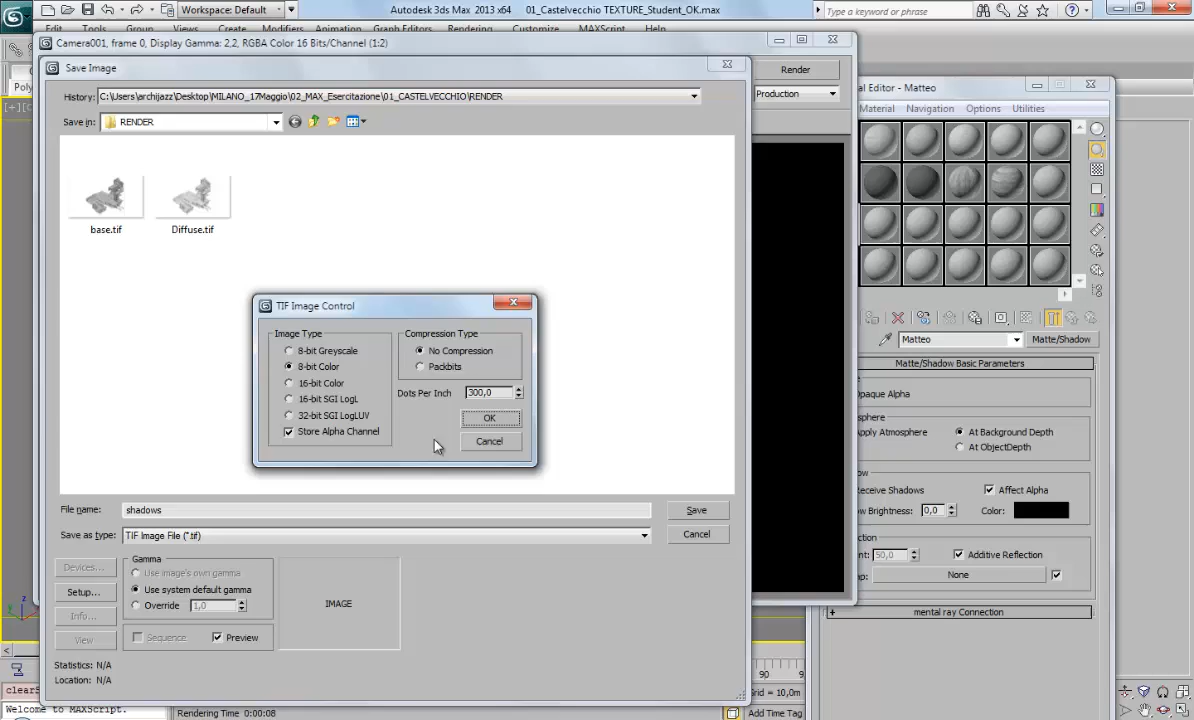 Workspace: Default
Autodesk 3ds Max 2013 x64
01_Castelvecchio TEXTURE_Student_OK.max
Type a keyword or phrase
Edit
Tools
Group
Views
Create
Modifiers
Animation
Graph Editors
Rendering
Customize
MAXScript
Help
Camera001, frame 0, Display Gamma: 2,2, RGBA Color 16 Bits/Channel (1:2)
Save Image
Render
Production
Poly
History:
C:\Users\archijazz\Desktop\MILANO_17Maggio\02_MAX_Esercitazione\01_CASTELVECCHIO\RENDER
Save in:
RENDER
base.tif
Diffuse.tif
al Editor - Matteo
Material
Navigation
Options
Utilities
TIF Image Control
Image Type
8-bit Greyscale
8-bit Color
16-bit Color
16-bit SGI LogL
32-bit SGI LogLUV
Store Alpha Channel
Compression Type
No Compression
Packbits
Dots Per Inch
300,0
OK
Cancel
Matteo
Matte/Shadow
Matte/Shadow Basic Parameters
Opaque Alpha
Apply Atmosphere
At Background Depth
At ObjectDepth
Receive Shadows
Affect Alpha
Brightness:
0,0
Color:
50,0
Additive Reflection
None
mental ray Connection
File name:
shadows
Save
Save as type:
TIF Image File (*.tif)
Cancel
Devices...
Setup...
Info...
View
Gamma
Use image's own gamma
Use system default gamma
Override
1,0
Sequence
Preview
IMAGE
Statistics: N/A
Location: N/A
90
Grid = 10,0m
Add Time Tag
Welcome to MAXScript.
Rendering Time 0:00:08